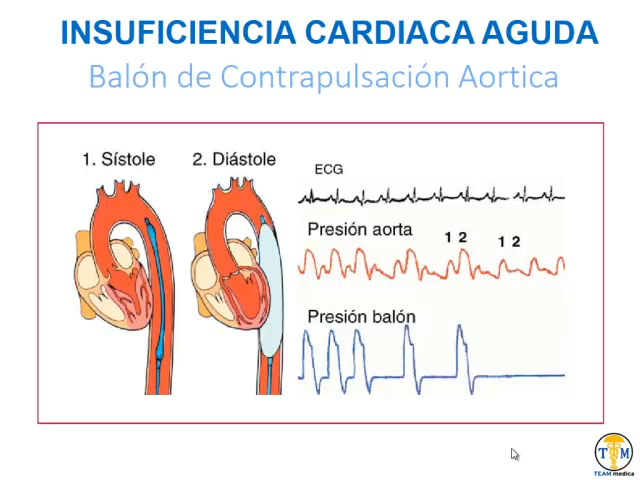 INSUFICIENCIA CARDIACA AGUDA
Balón de Contrapulsación Aortica
1. Sístole
2. Diástole
ECG
Presión aorta
1 2
1 2
Presión balón
T M
TEAM medica